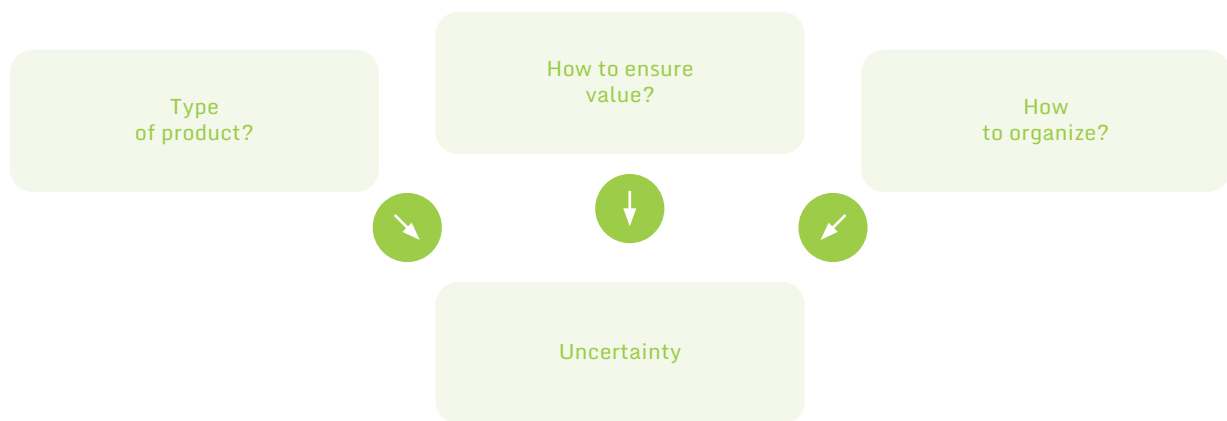 Type
of product?
How to ensure
value?
How
to organize?
Uncertainty